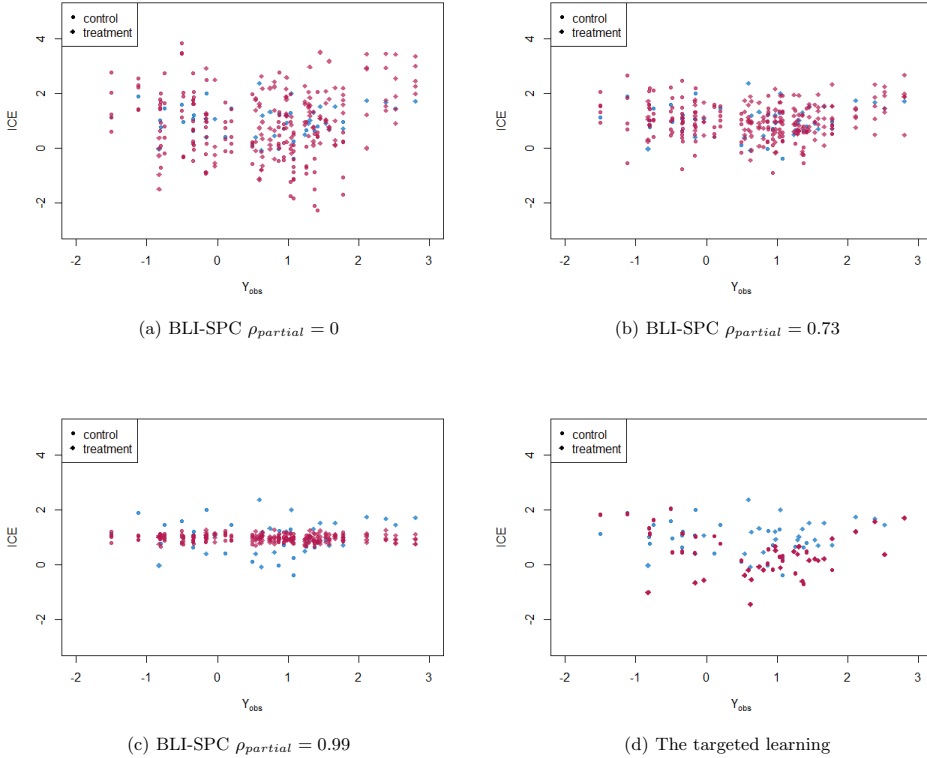 control
treatment
4
2
0
-2
ICE
-2
-1
0
1
2
3
Yobs
(a) BLI-SPC ρpartial = 0
control
treatment
4
2
0
-2
ICE
-2
-1
0
1
2
3
Yobs
(b) BLI-SPC ρpartial = 0.73
control
treatment
4
2
0
-2
ICE
-2
-1
0
1
2
3
Yobs
(c) BLI-SPC ρpartial = 0.99
control
treatment
4
2
0
-2
ICE
-2
-1
0
1
2
3
Yobs
(d) The targeted learning